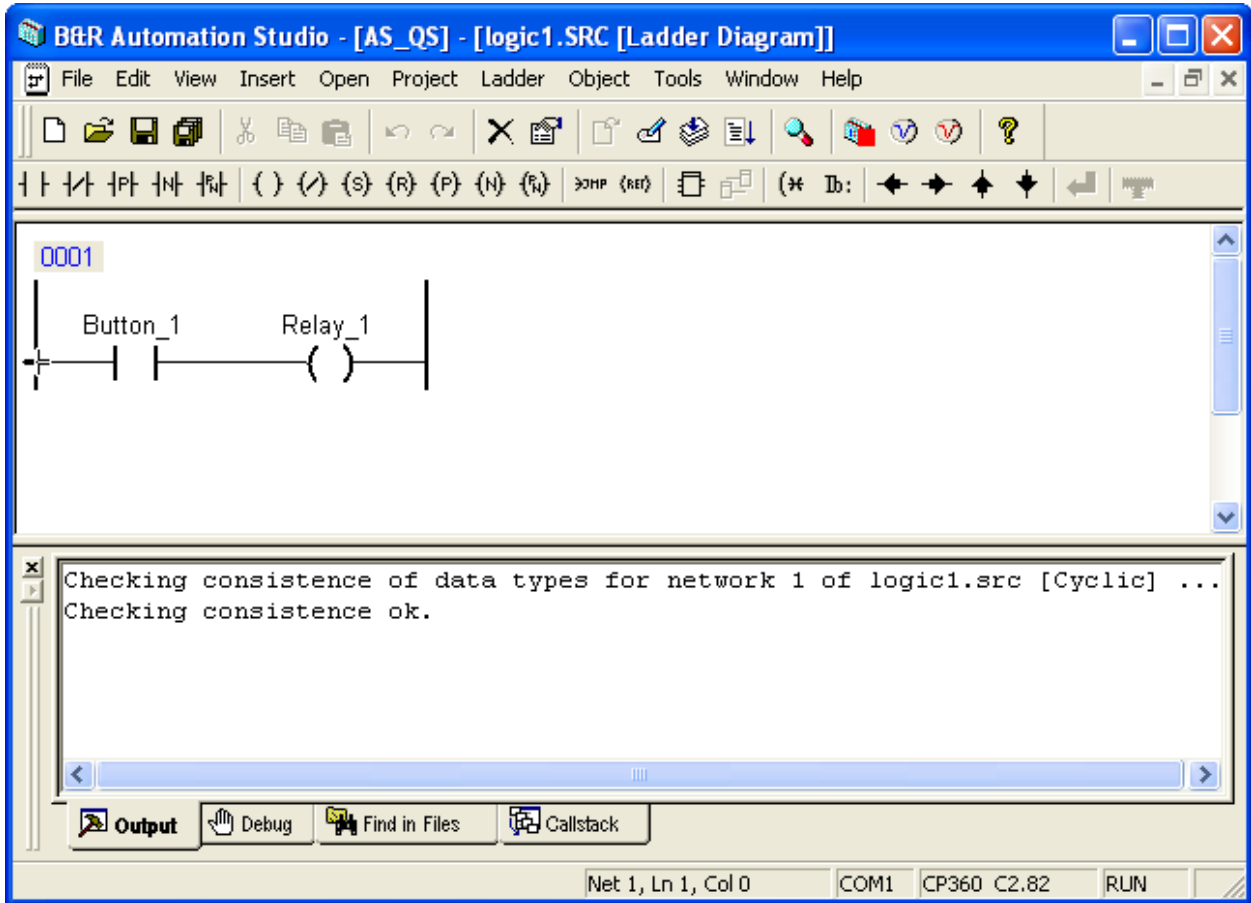 B&R Automation Studio - [AS_QS] - [logic1.SRC [Ladder Diagram]]
File Edit View Insert Open Project Ladder Object Tools Window Help
P N (S) (R) (P) (N) JMP (RET)
0001
Button_1 Relay_1
Checking consistence of data types for network 1 of logic1.src [Cyclic] ...
Checking consistence ok.
Output Debug Find in Files Callstack
Net 1, Ln 1, Col 0 COM1 CP360 C2.82 RUN